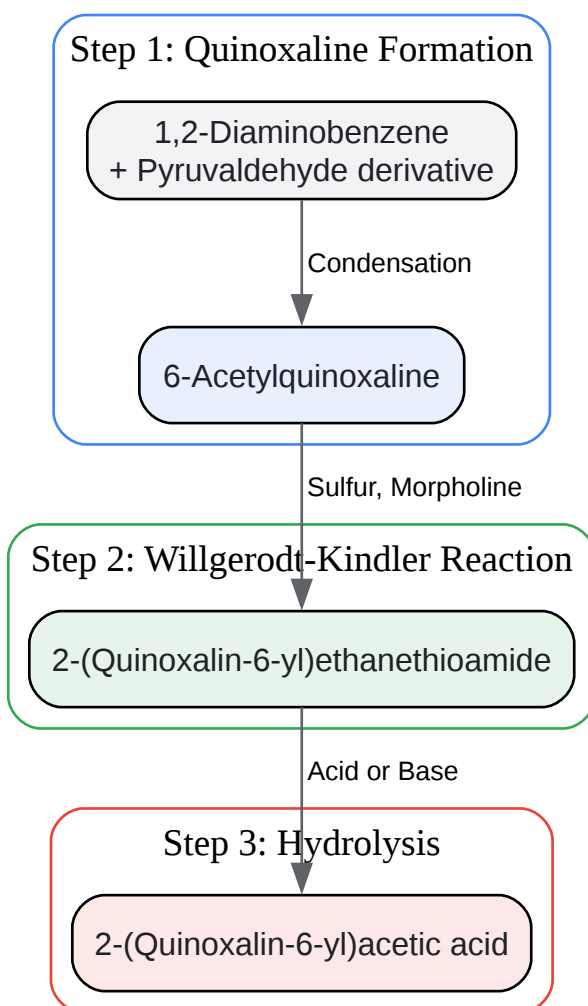 Step 1: Quinoxaline Formation
1,2-Diaminobenzene
+ Pyruvaldehyde derivative
Condensation
6-Acetylquinoxaline
Sulfur, Morpholine
Step 2: Willgerodt-Kindler Reaction
2-(Quinoxalin-6-yl)ethanethioamide
Acid or Base
Step 3: Hydrolysis
2-(Quinoxalin-6-yl)acetic acid